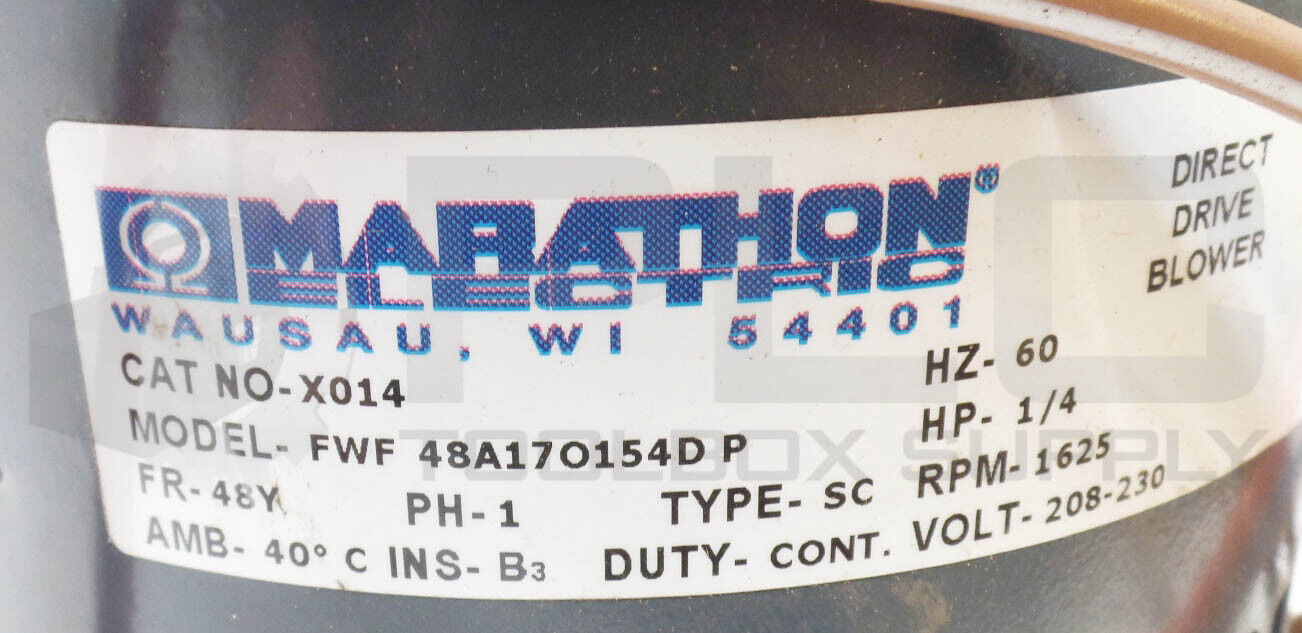 MARATHON®
ELECTRIC
WAUSAU, WI 54401
DIRECT
DRIVE
BLOWER
CAT NO-X014
MODEL- FWF 48A17O154D P
FR-48Y PH-1 TYPE- SC
AMB- 40° C INS- B3 DUTY- CONT.
HZ- 60
HP- 1/4
RPM-1625
VOLT-208-230
PLC
TOOLBOX SUPPLY